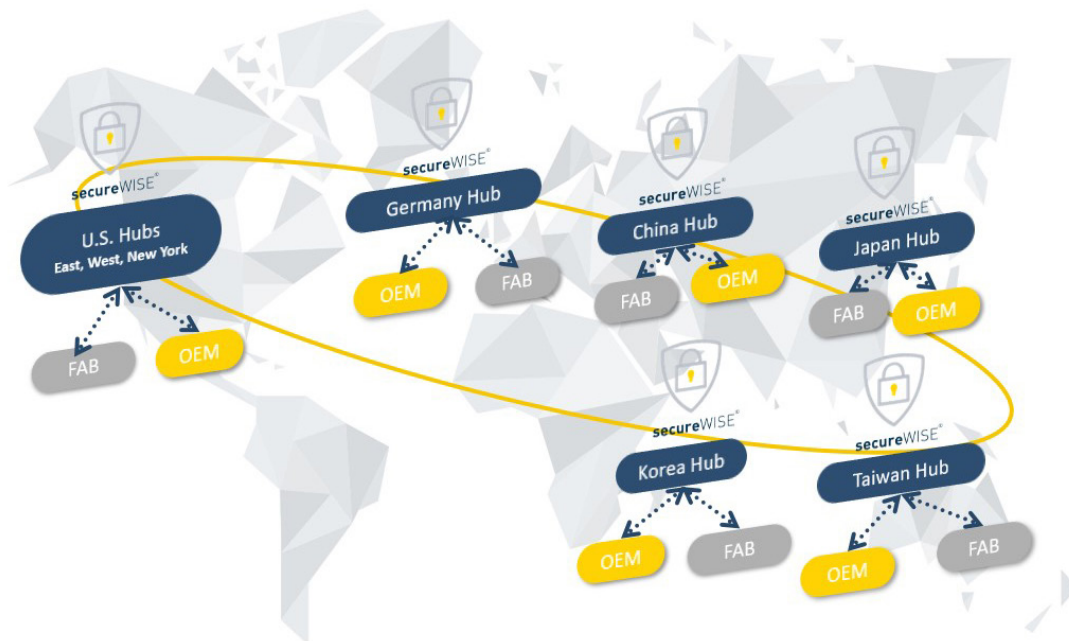 secureWISE®
U.S. Hubs
East, West, New York
FAB
OEM
secureWISE®
Germany Hub
OEM
FAB
secureWISE®
China Hub
FAB
OEM
secureWISE®
Japan Hub
FAB
OEM
secureWISE®
Korea Hub
OEM
FAB
secureWISE®
Taiwan Hub
OEM
FAB